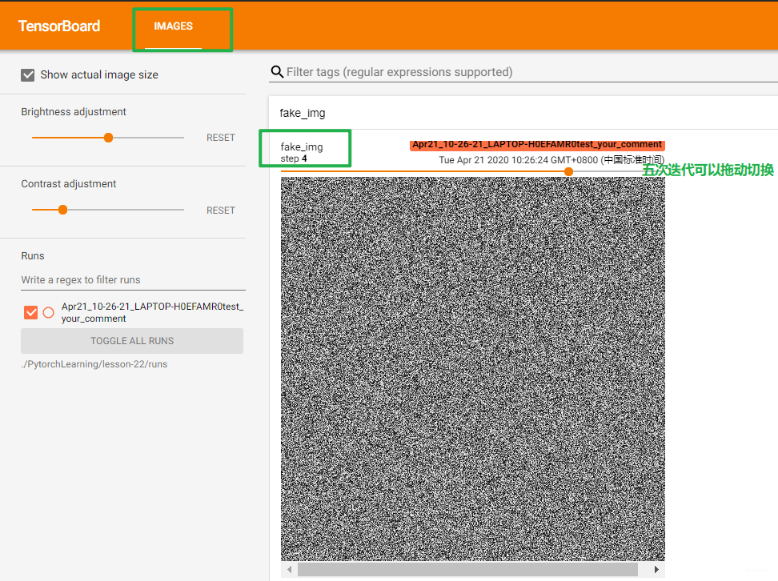 TensorBoard
IMAGES
Show actual image size
Filter tags (regular expressions supported)
Brightness adjustment
RESET
Contrast adjustment
RESET
Runs
Write a regex to filter runs
Apr21_10-26-21_LAPTOP-H0EFAMR0test_
your_comment
TOGGLE ALL RUNS
./PytorchLearning/lesson-22/runs
fake_img
fake_img
step 4
Apr21_10-26-21_LAPTOP-H0EFAMR0test_your_comment
Tue Apr 21 2020 10:26:24 GMT+0800 (中国标准时间)
五次迭代可以拖动切换